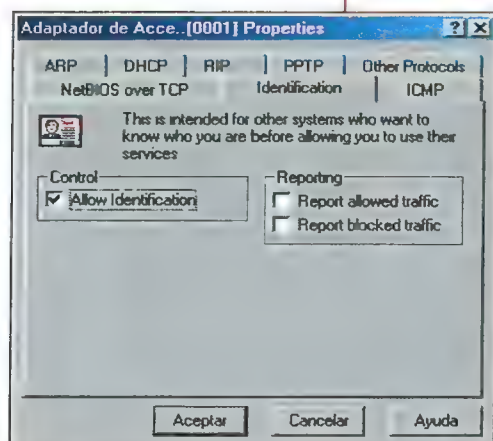 Adaptador de Acce..[0001] Properties
ARP DHCP RIP PPTP Other Protocols
NetBIOS over TCP Identification ICMP
This is intended for other systems who want to
know who you are before allowing you to use their
services
Control
Allow Identification
Reporting
Report allowed traffic
Report blocked traffic
Aceptar Cancelar Ayuda